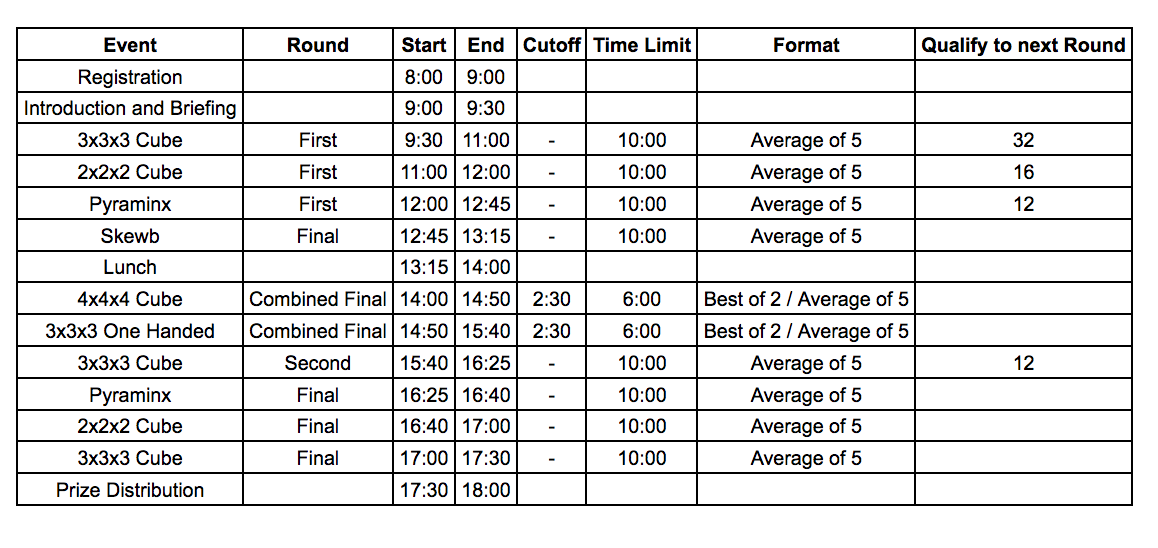 Event Round Start End Cutoff Time Limit Format Qualify to next Round
Registration 8:00 9:00
Introduction and Briefing 9:00 9:30
3x3x3 Cube First 9:30 11:00 - 10:00 Average of 5 32
2x2x2 Cube First 11:00 12:00 - 10:00 Average of 5 16
Pyraminx First 12:00 12:45 - 10:00 Average of 5 12
Skewb Final 12:45 13:15 - 10:00 Average of 5
Lunch 13:15 14:00
4x4x4 Cube Combined Final 14:00 14:50 2:30 6:00 Best of 2 / Average of 5
3x3x3 One Handed Combined Final 14:50 15:40 2:30 6:00 Best of 2 / Average of 5
3x3x3 Cube Second 15:40 16:25 - 10:00 Average of 5 12
Pyraminx Final 16:25 16:40 - 10:00 Average of 5
2x2x2 Cube Final 16:40 17:00 - 10:00 Average of 5
3x3x3 Cube Final 17:00 17:30 - 10:00 Average of 5
Prize Distribution 17:30 18:00